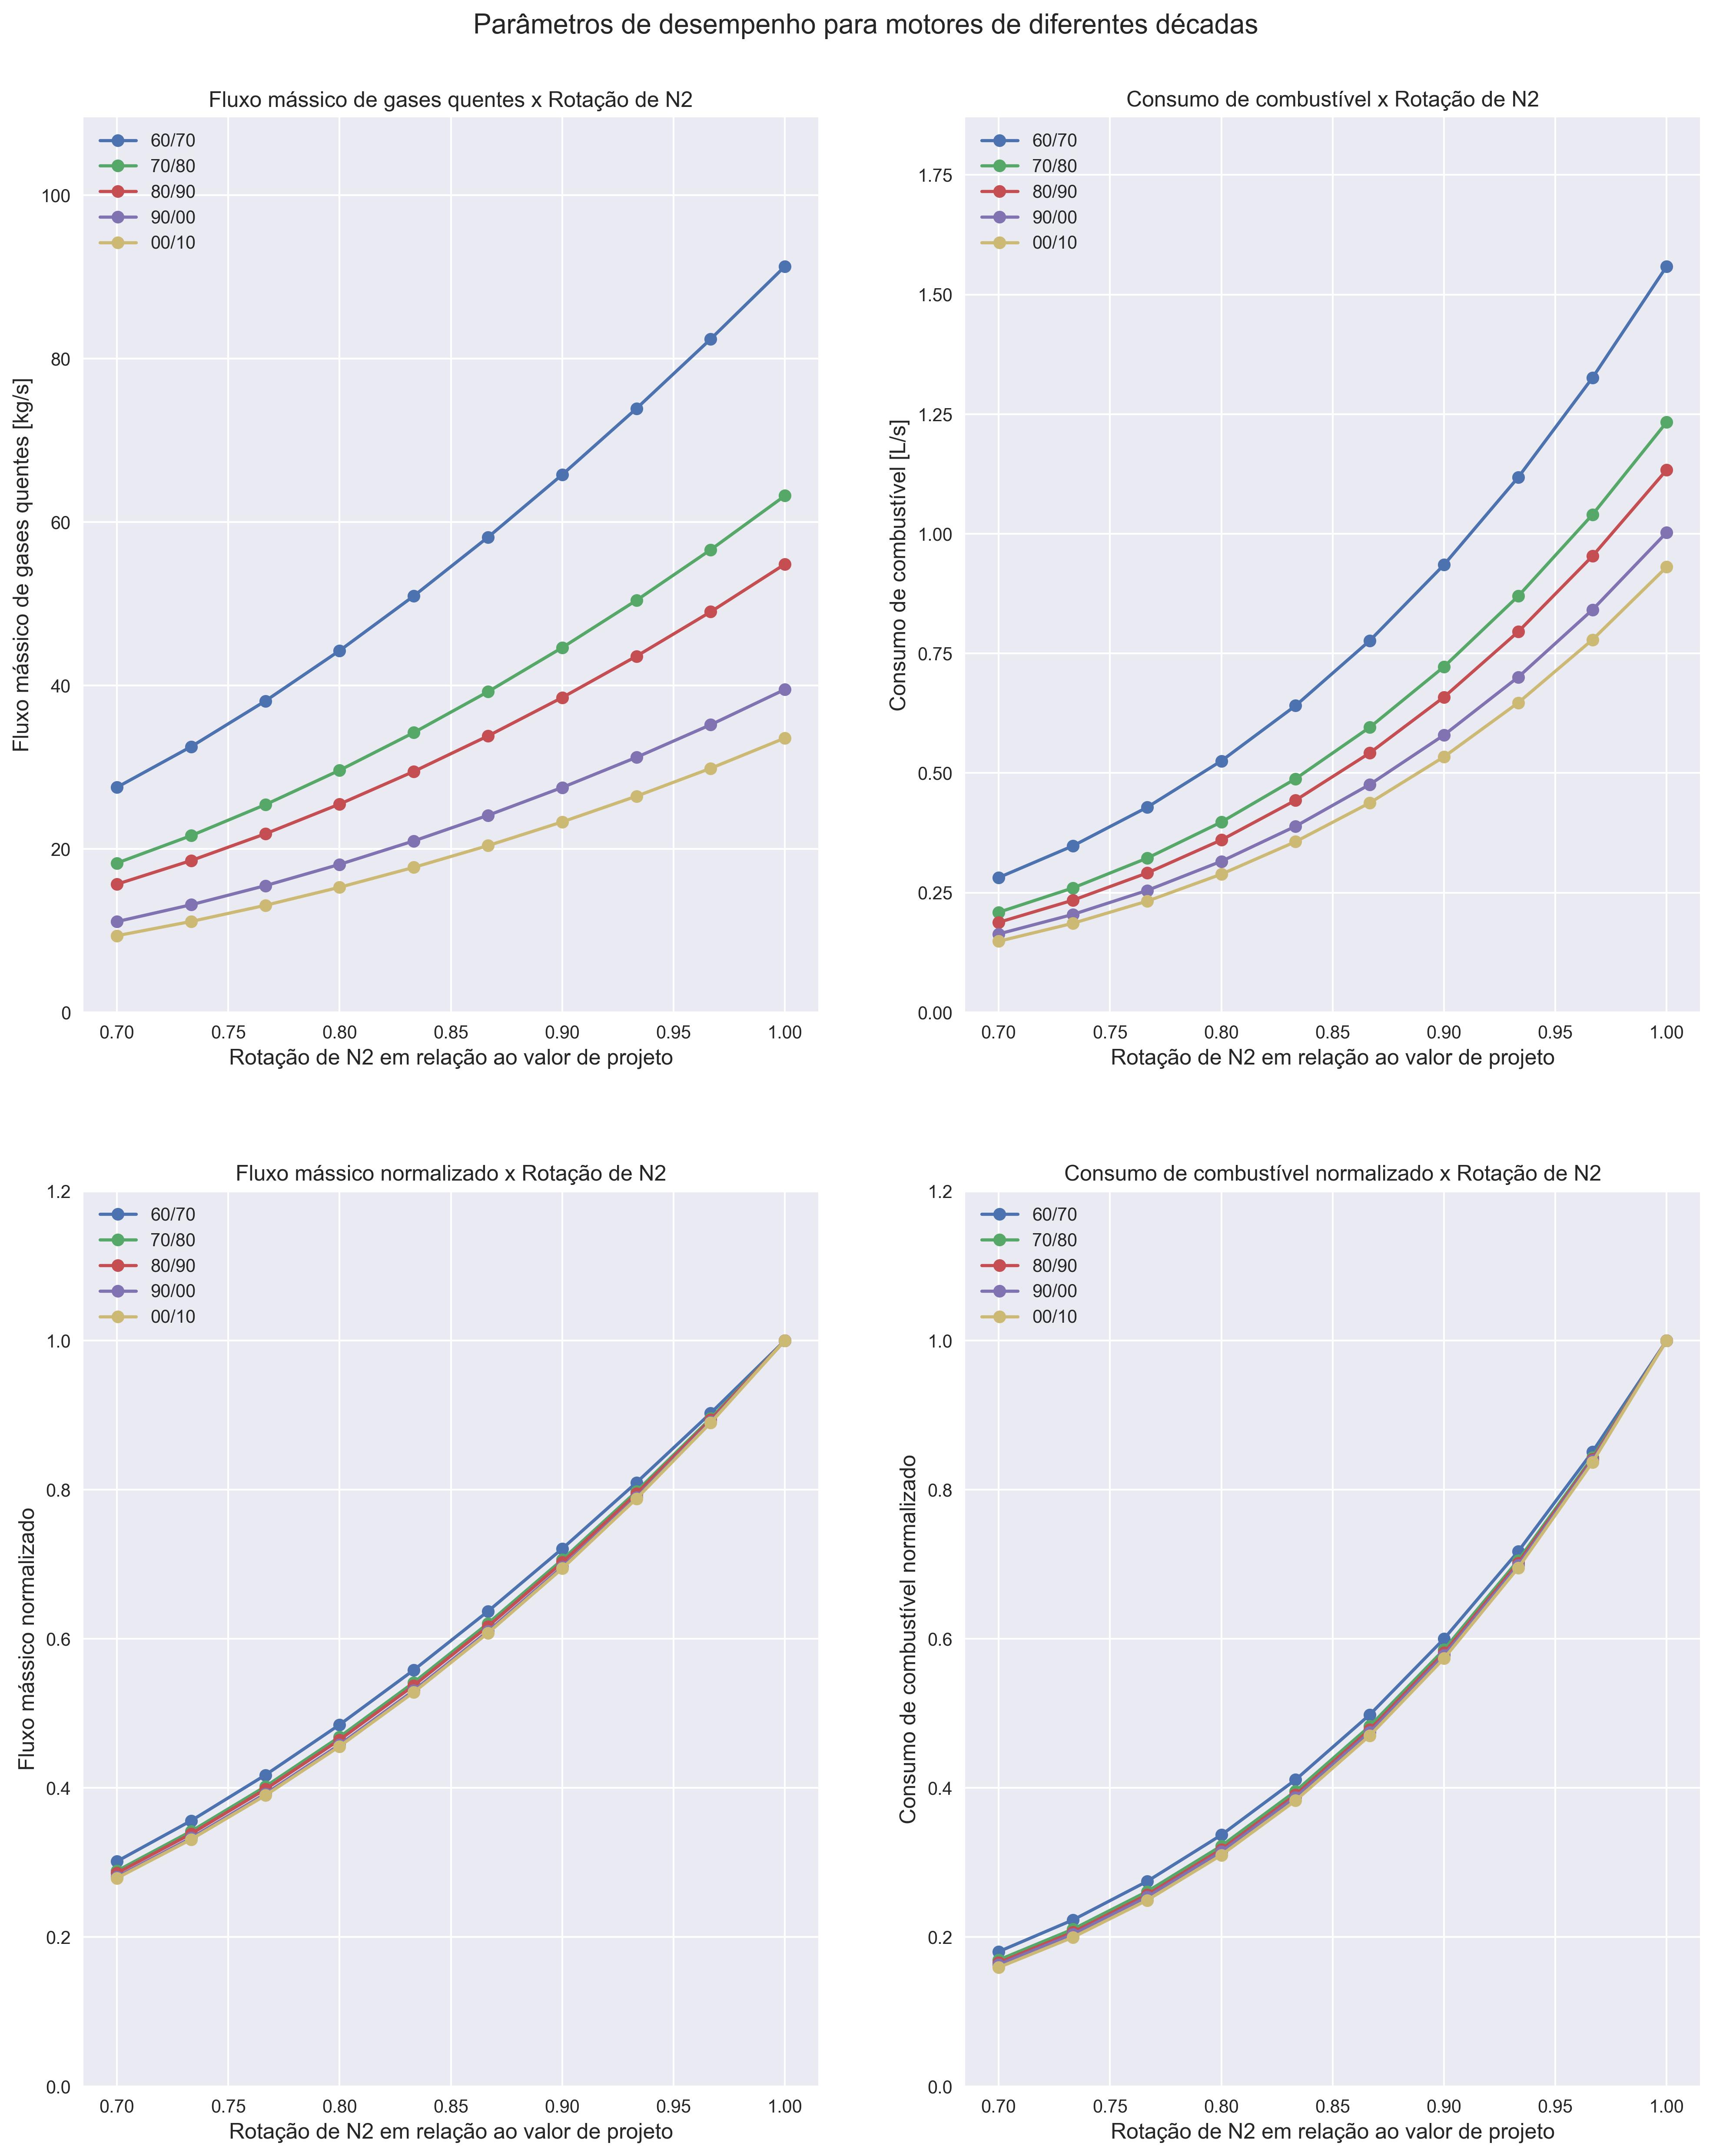 Parâmetros de desempenho para motores de diferentes décadas
Fluxo mássico de gases quentes x Rotação de N2
60/70
70/80
80/90
90/00
00/10
Fluxo mássico de gases quentes [kg/s]
100
80
60
40
20
0
0.70 0.75 0.80 0.85 0.90 0.95 1.00
Rotação de N2 em relação ao valor de projeto
Consumo de combustível x Rotação de N2
60/70
70/80
80/90
90/00
00/10
Consumo de combustível [L/s]
1.75
1.50
1.25
1.00
0.75
0.50
0.25
0.00
0.70 0.75 0.80 0.85 0.90 0.95 1.00
Rotação de N2 em relação ao valor de projeto
Fluxo mássico normalizado x Rotação de N2
60/70
70/80
80/90
90/00
00/10
Fluxo mássico normalizado
1.2
1.0
0.8
0.6
0.4
0.2
0.0
0.70 0.75 0.80 0.85 0.90 0.95 1.00
Rotação de N2 em relação ao valor de projeto
Consumo de combustível normalizado x Rotação de N2
60/70
70/80
80/90
90/00
00/10
Consumo de combustível normalizado
1.2
1.0
0.8
0.6
0.4
0.2
0.0
0.70 0.75 0.80 0.85 0.90 0.95 1.00
Rotação de N2 em relação ao valor de projeto